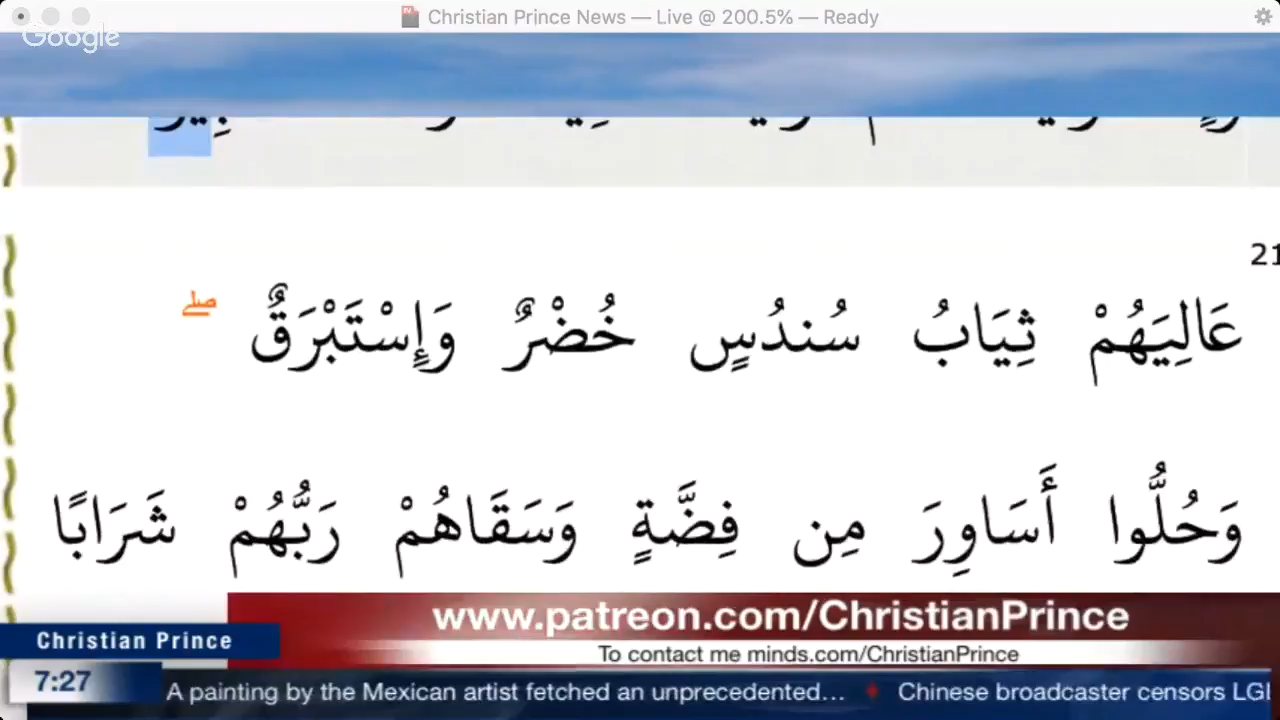 Christian Prince News — Live @ 200.5% — Ready
Google
21
عَالِيَهُمْ ثِيَابُ سُندُسٍ خُضْرٌ وَإِسْتَبْرَقٌ ۖ
وَحُلُّوا أَسَاوِرَ مِن فِضَّةٍ وَسَقَاهُمْ رَبُّهُمْ شَرَابًا
www.patreon.com/ChristianPrince
Christian Prince
To contact me minds.com/ChristianPrince
7:27
A painting by the Mexican artist fetched an unprecedented... ♦ Chinese broadcaster censors LG